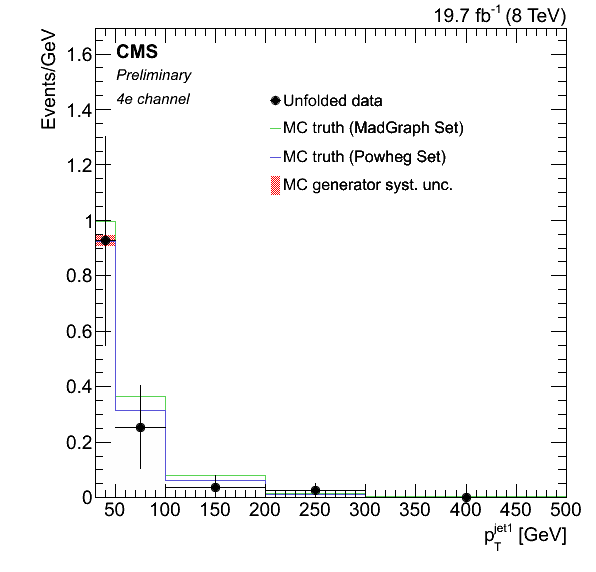 19.7 fb⁻¹ (8 TeV)
Events/GeV
CMS
Preliminary
4e channel
Unfolded data
MC truth (MadGraph Set)
MC truth (Powheg Set)
MC generator syst. unc.
1.6
1.4
1.2
1
0.8
0.6
0.4
0.2
0
50 100 150 200 250 300 350 400 450 500
p_T^jet1 [GeV]